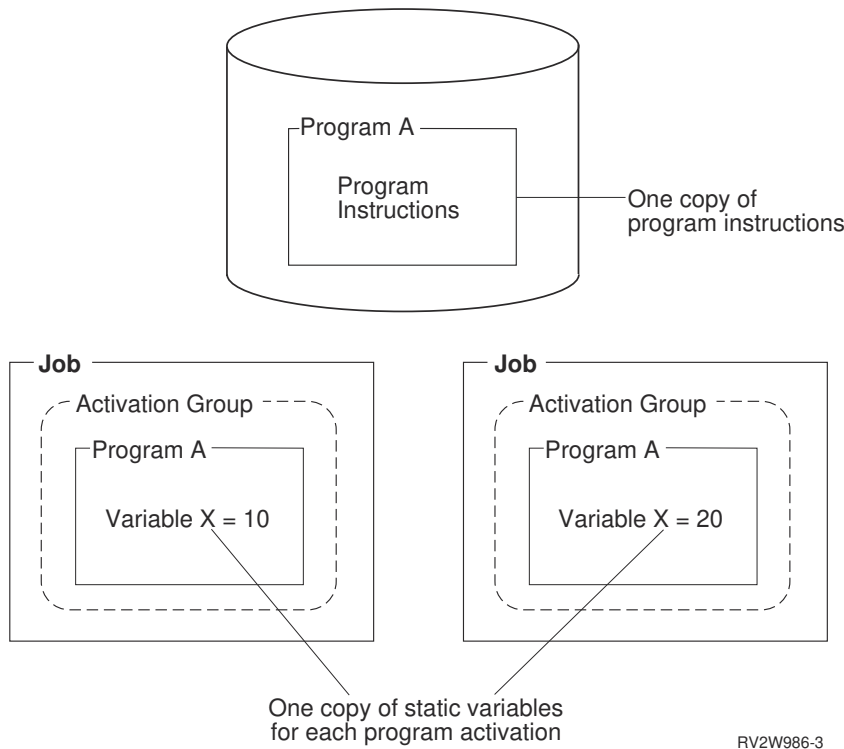 Program A
Program
Instructions
One copy of
program instructions
Job
Activation Group
Program A
Variable X = 10
Job
Activation Group
Program A
Variable X = 20
One copy of static variables
for each program activation
RV2W986-3